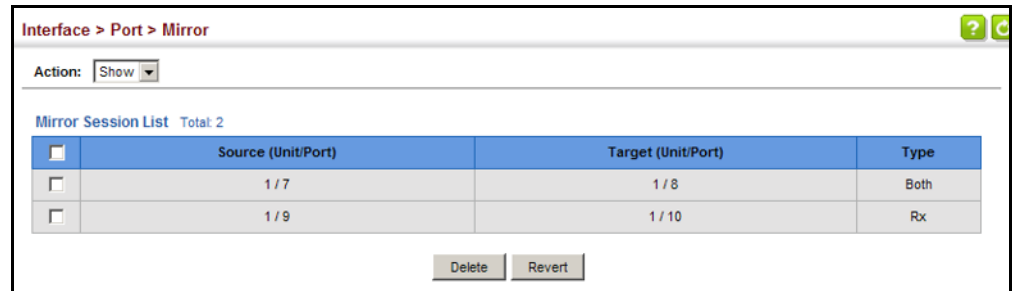 Interface > Port > Mirror
?
Action: Show
Mirror Session List Total: 2
Source (Unit/Port) Target (Unit/Port) Type
1 / 7 1 / 8 Both
1 / 9 1 / 10 Rx
Delete Revert